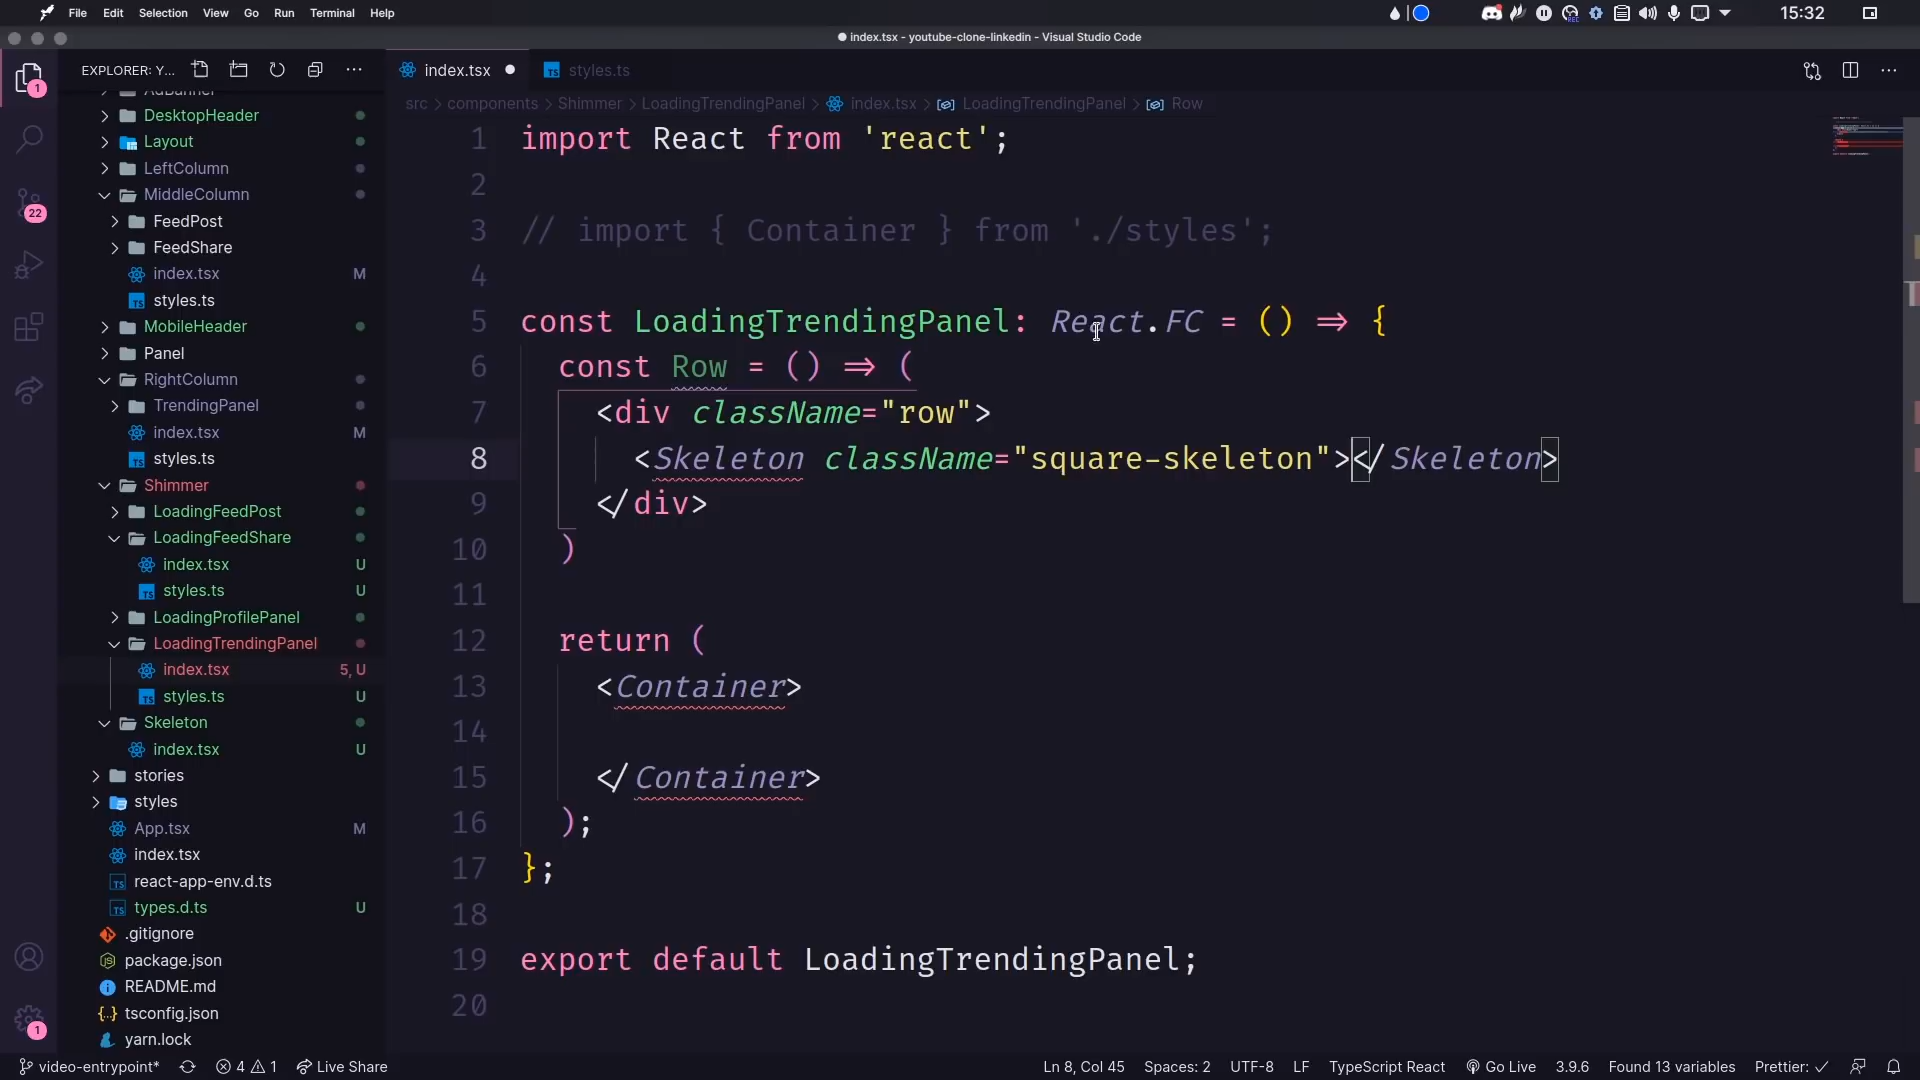 File Edit Selection View Go Run Terminal Help 15:32
index.tsx - youtube-clone-linkedin - Visual Studio Code
EXPLORER: Y...
index.tsx
styles.ts
src > components > Shimmer > LoadingTrendingPanel > index.tsx > LoadingTrendingPanel > Row
1
22
1
AdBanner
DesktopHeader
Layout
LeftColumn
MiddleColumn
FeedPost
FeedShare
index.tsx M
styles.ts
MobileHeader
Panel
RightColumn
TrendingPanel
index.tsx M
styles.ts
Shimmer
LoadingFeedPost
LoadingFeedShare
index.tsx U
styles.ts U
LoadingProfilePanel
LoadingTrendingPanel
index.tsx 5, U
styles.ts U
Skeleton
index.tsx U
stories
styles
App.tsx M
index.tsx
react-app-env.d.ts
types.d.ts U
.gitignore
package.json
README.md
tsconfig.json
yarn.lock
1 import React from 'react';
2
3 // import { Container } from './styles';
4
5 const LoadingTrendingPanel: React.FC = () => {
6 const Row = () => (
7 <div className="row">
8 <Skeleton className="square-skeleton"></Skeleton>
9 </div>
10 )
11
12 return (
13 <Container>
14
15 </Container>
16 );
17 };
18
19 export default LoadingTrendingPanel;
20
video-entrypoint* 4 1 Live Share Ln 8, Col 45 Spaces: 2 UTF-8 LF TypeScript React Go Live 3.9.6 Found 13 variables Prettier: ✓